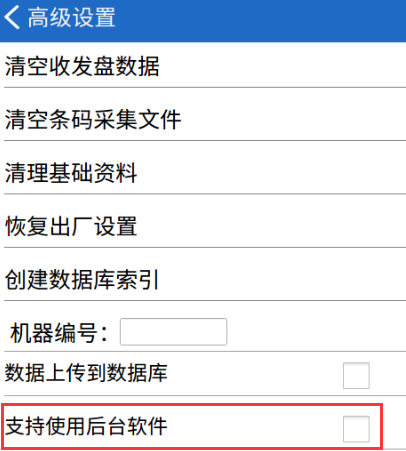 高级设置
清空收发盘数据
清空条码采集文件
清理基础资料
恢复出厂设置
创建数据库索引
机器编号：
数据上传到数据库
支持使用后台软件